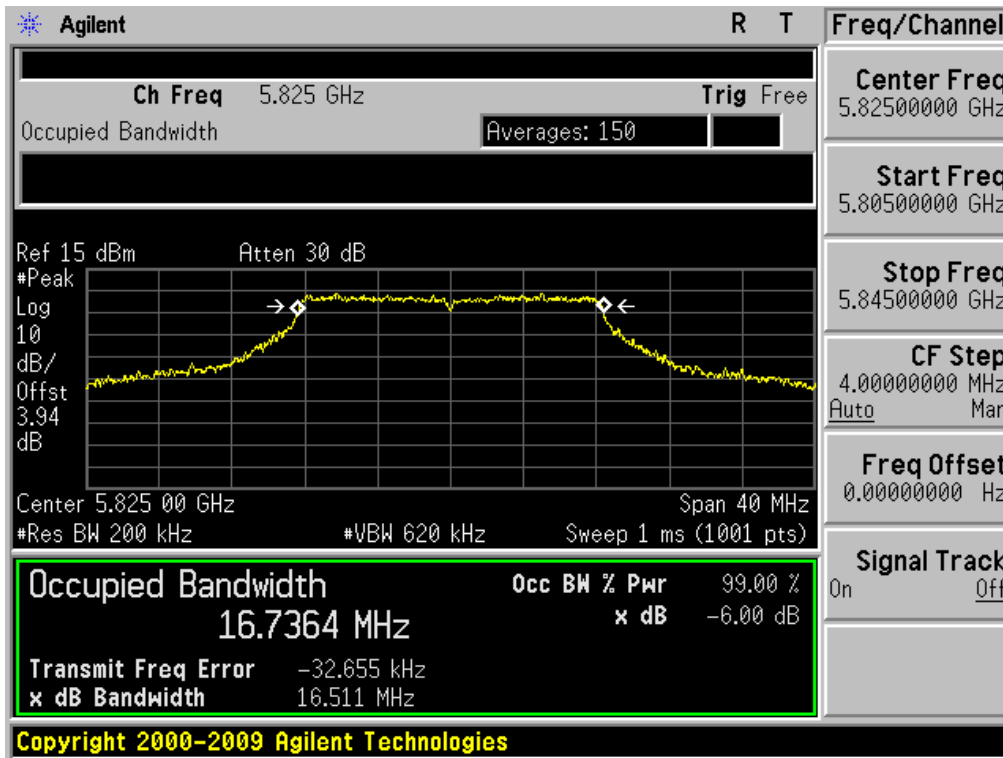 Agilent R T
Freq/Channel
Ch Freq 5.825 GHz Trig Free
Occupied Bandwidth Averages: 150
Ref 15 dBm Atten 30 dB
#Peak
Log
10
dB/
Offst
3.94
dB
Center 5.825 00 GHz Span 40 MHz
#Res BW 200 kHz #VBW 620 kHz Sweep 1 ms (1001 pts)
Occupied Bandwidth
16.7364 MHz
Occ BW % Pwr 99.00 %
x dB -6.00 dB
Transmit Freq Error -32.655 kHz
x dB Bandwidth 16.511 MHz
Copyright 2000-2009 Agilent Technologies
Center Freq
5.82500000 GHz
Start Freq
5.80500000 GHz
Stop Freq
5.84500000 GHz
CF Step
4.00000000 MHz
Auto Man
Freq Offset
0.00000000 Hz
Signal Track
On Off